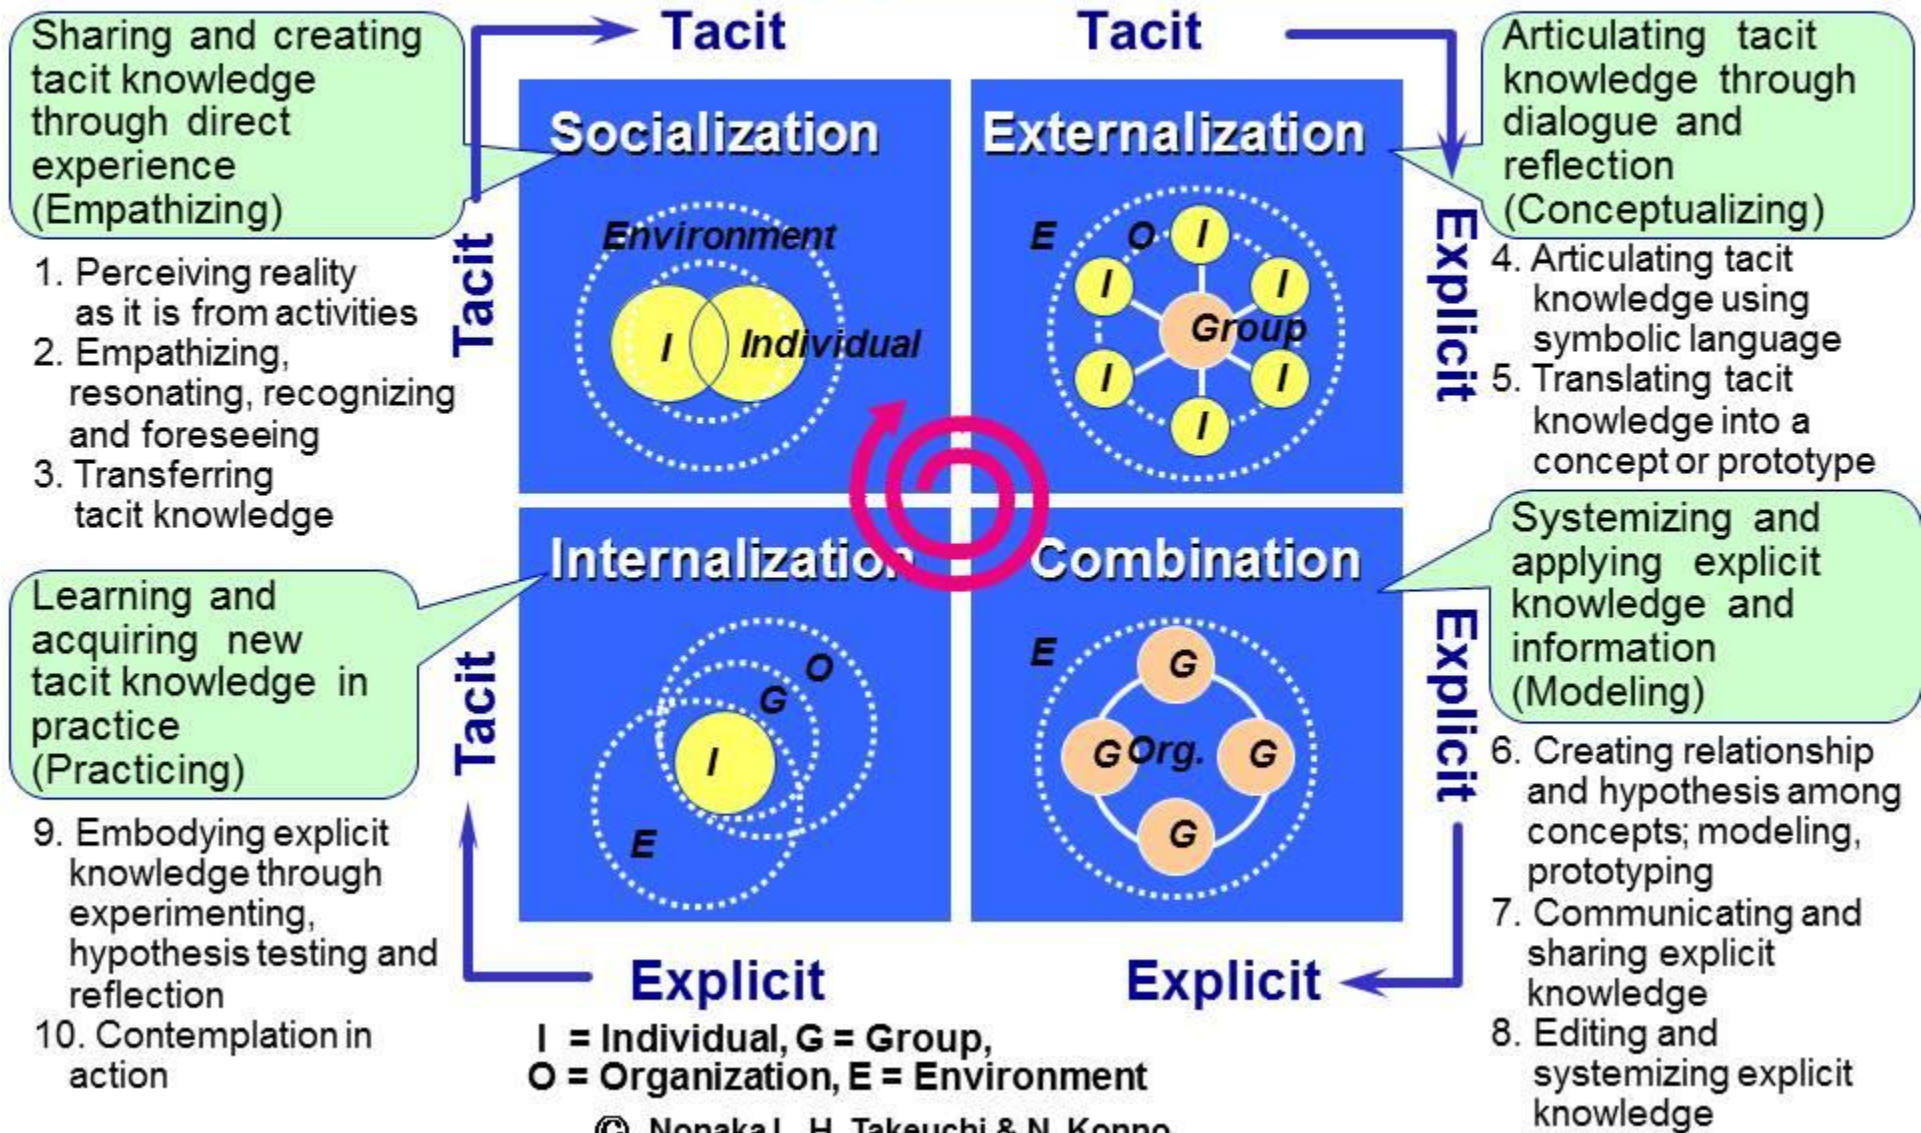 Tacit
Tacit
Sharing and creating
tacit knowledge
through direct
experience
(Empathizing)
1. Perceiving reality
as it is from activities
2. Empathizing,
resonating, recognizing
and foreseeing
3. Transferring
tacit knowledge
Tacit
Socialization
Environment
I
Individual
Externalization
E
O
I
I
I
Group
I
I
I
Explicit
Articulating tacit
knowledge through
dialogue and
reflection
(Conceptualizing)
4. Articulating tacit
knowledge using
symbolic language
5. Translating tacit
knowledge into a
concept or prototype
Learning and
acquiring new
tacit knowledge in
practice
(Practicing)
9. Embodying explicit
knowledge through
experimenting,
hypothesis testing and
reflection
10. Contemplation in
action
Tacit
Internalization
O
G
I
E
Combination
E
G
G
Org.
G
G
Explicit
Systemizing and
applying explicit
knowledge and
information
(Modeling)
6. Creating relationship
and hypothesis among
concepts; modeling,
prototyping
7. Communicating and
sharing explicit
knowledge
8. Editing and
systemizing explicit
knowledge
Explicit
Explicit
I = Individual, G = Group,
O = Organization, E = Environment
© Nonaka I., H. Takeuchi & N. Konno